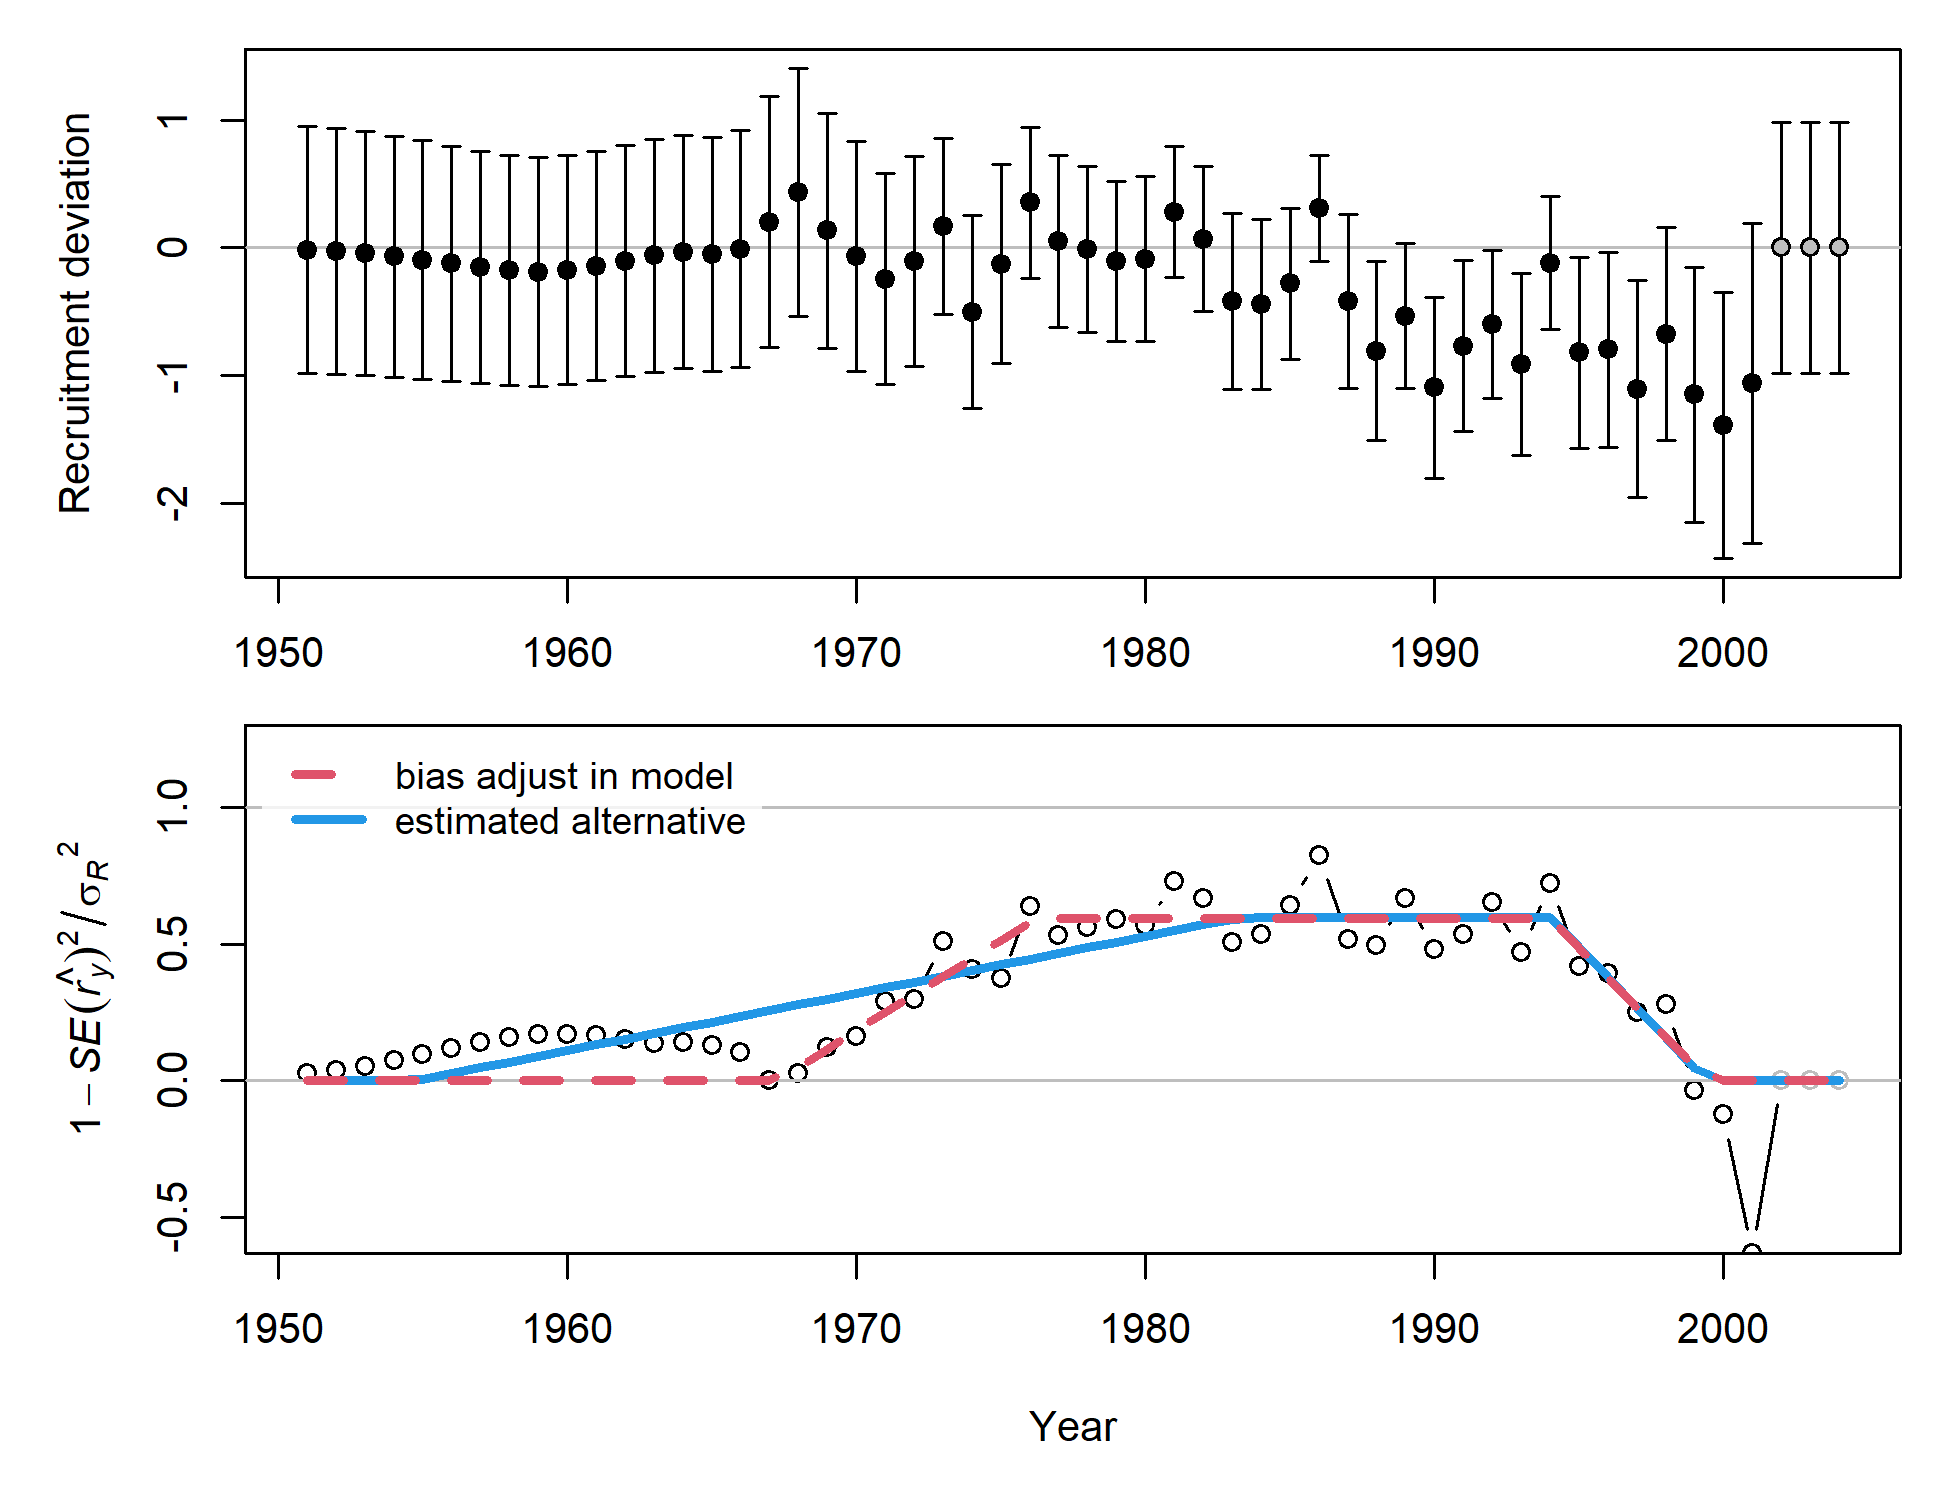 Recruitment deviation
1
0
-1
-2
1950 1960 1970 1980 1990 2000
bias adjust in model
estimated alternative
1 − SE(r̂y)² / σR²
1.0
0.5
0.0
-0.5
1950 1960 1970 1980 1990 2000
Year